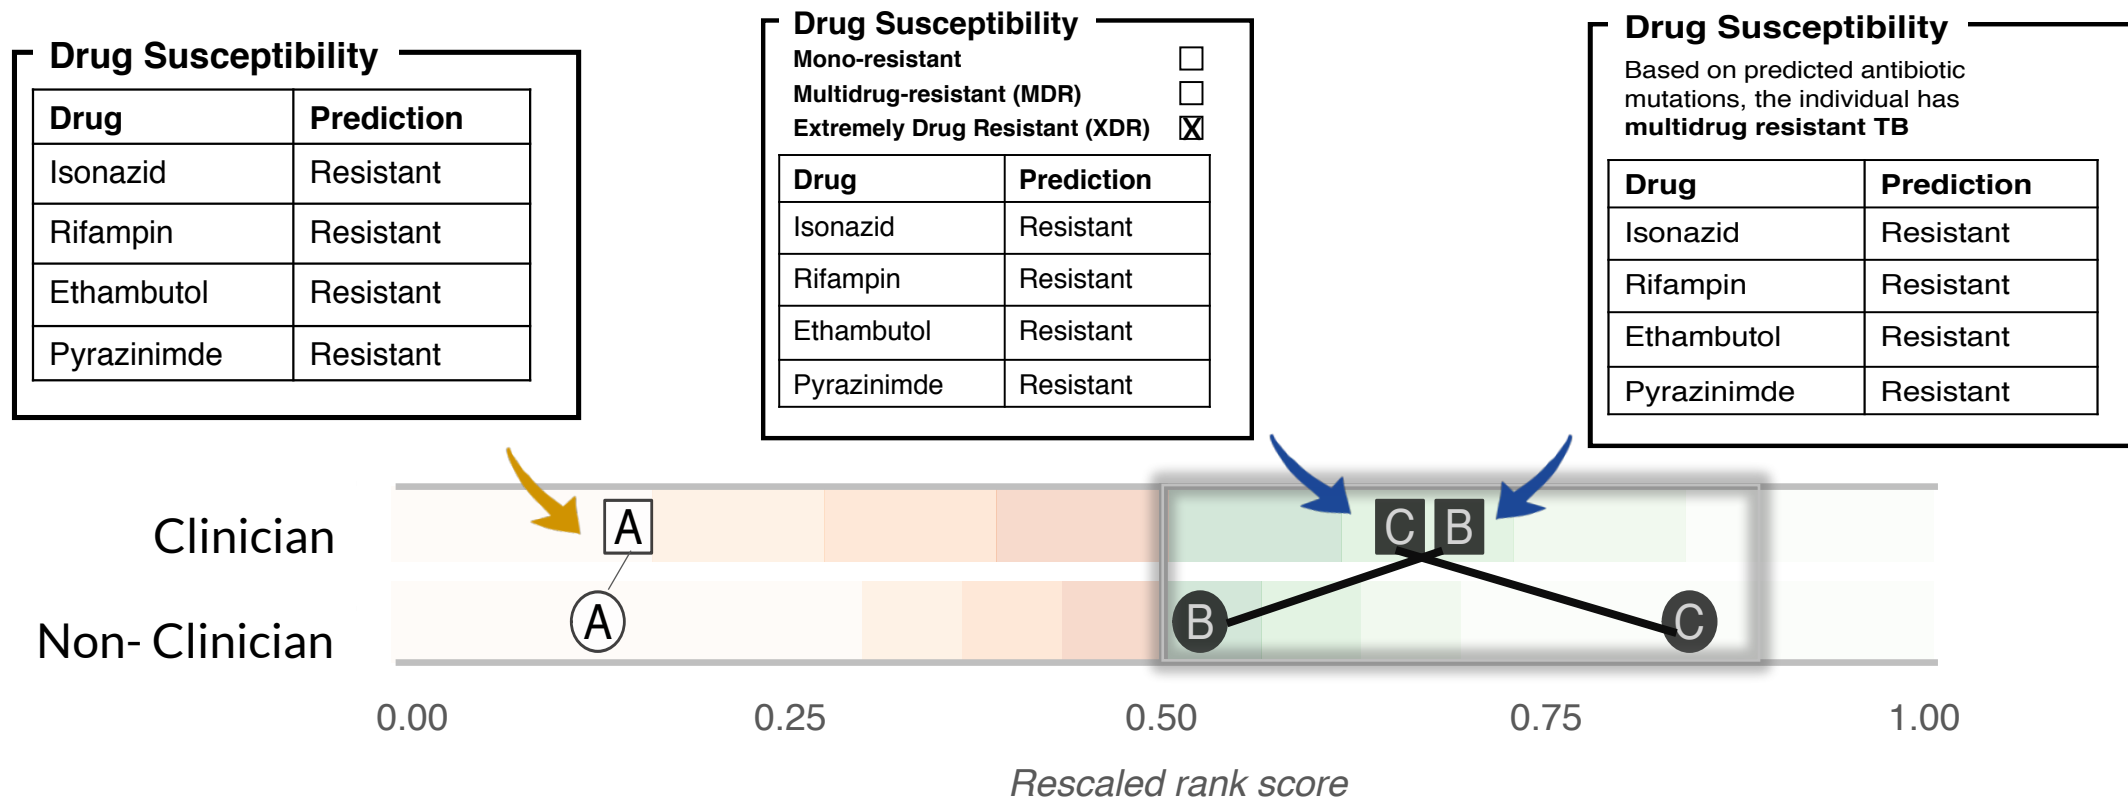 Drug Susceptibility
Drug Prediction
Isonazid Resistant
Rifampin Resistant
Ethambutol Resistant
Pyrazinimde Resistant
Drug Susceptibility
Mono-resistant
Multidrug-resistant (MDR)
Extremely Drug Resistant (XDR) X
Drug Prediction
Isonazid Resistant
Rifampin Resistant
Ethambutol Resistant
Pyrazinimde Resistant
Drug Susceptibility
Based on predicted antibiotic
mutations, the individual has
multidrug resistant TB
Drug Prediction
Isonazid Resistant
Rifampin Resistant
Ethambutol Resistant
Pyrazinimde Resistant
Clinician A C B
Non- Clinician A B C
0.00 0.25 0.50 0.75 1.00
Rescaled rank score